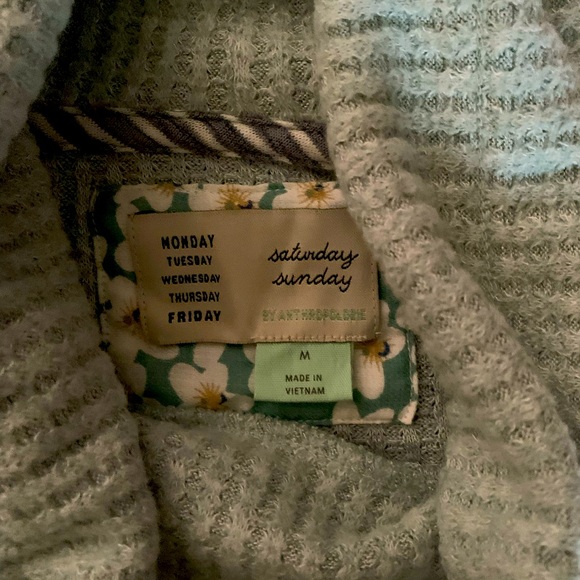 MONDAY
TUESDAY
WEDNESDAY
THURSDAY
FRIDAY
saturday
sunday
BY ANTHROPOLOGIE
M
MADE IN
VIETNAM